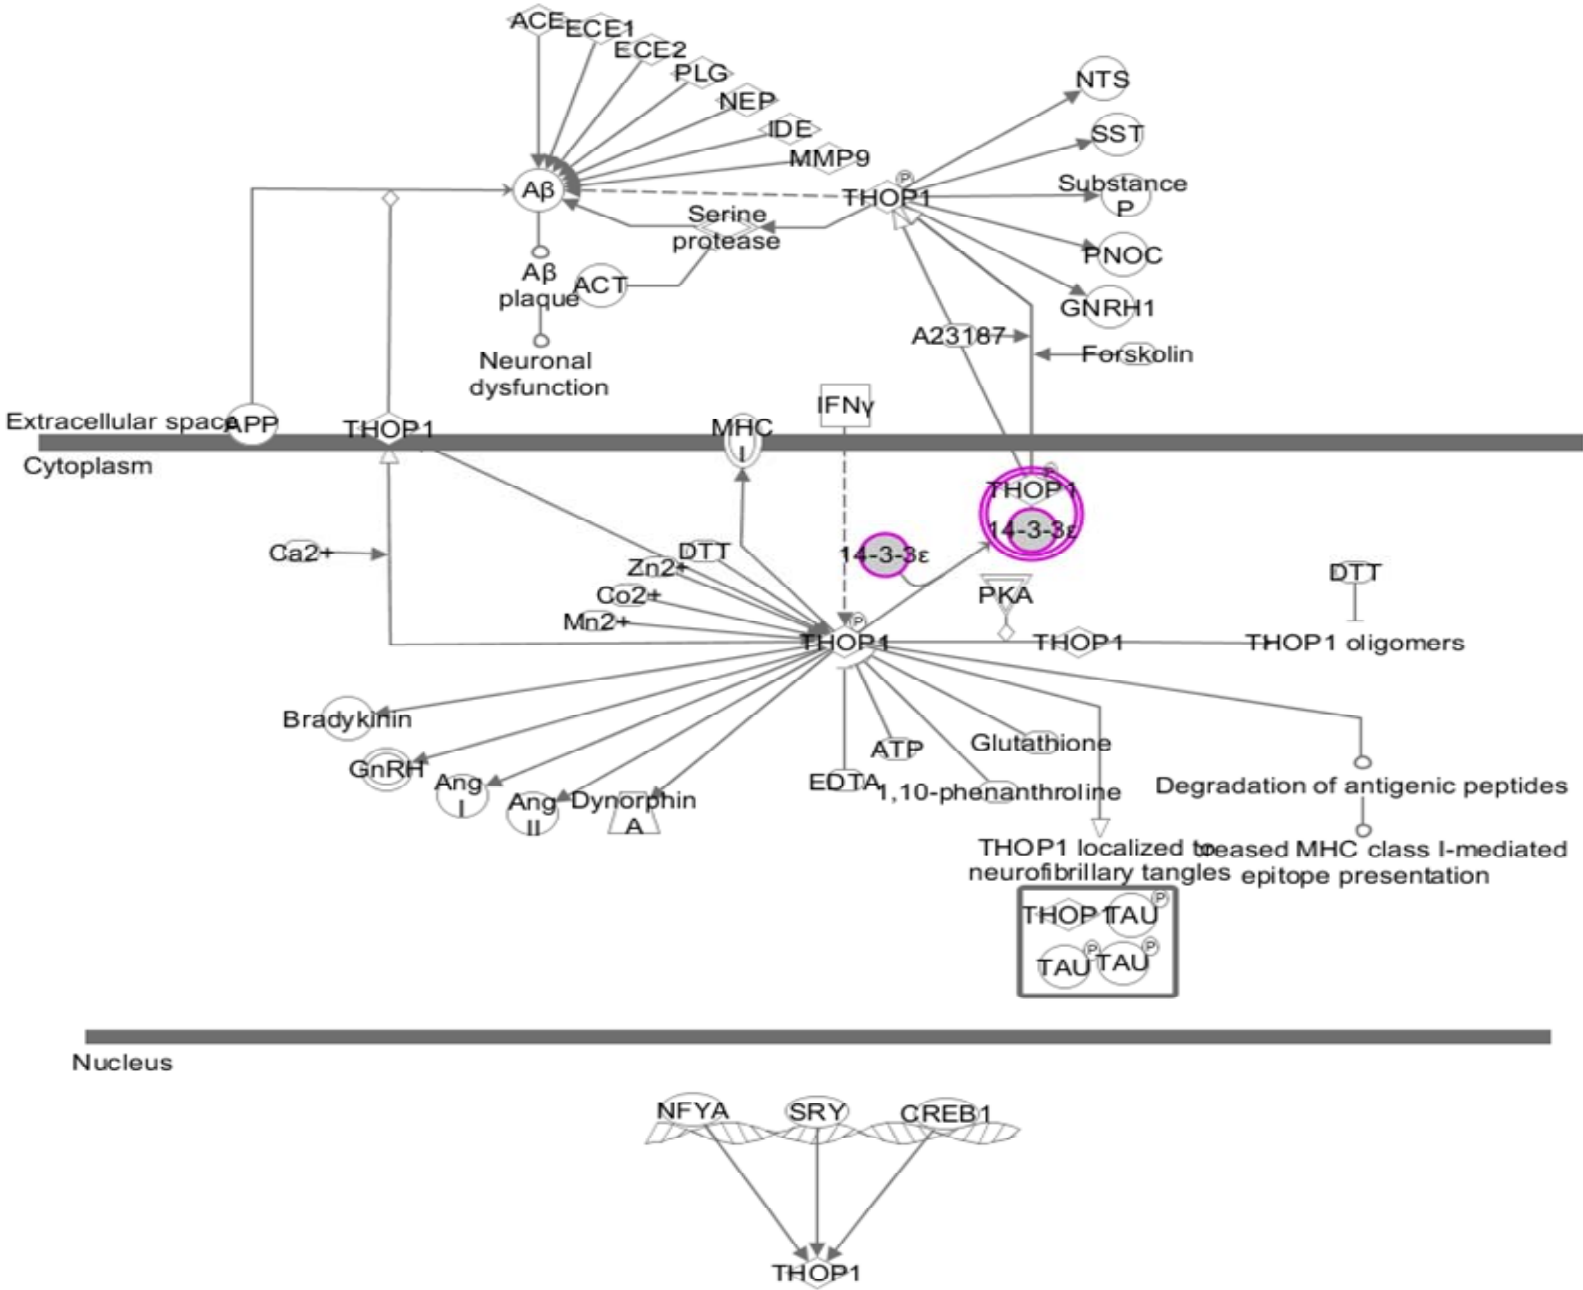 ACE
ECE1
ECE2
PLG
NEP
IDE
MMP9
NTS
SST
Substance
P
PNOC
GNRH1
P
THOP1
Aβ
Serine
protease
ACT
Aβ
plaque
Neuronal
dysfunction
A23187
Forskolin
IFNγ
Extracellular space
APP
THOP1
MHC
I
Cytoplasm
P
THOP1
14-3-3ε
14-3-3ε
Ca2+
DTT
Zn2+
Co2+
Mn2+
PKA
DTT
P
THOP1
THOP1
THOP1 oligomers
Bradykinin
GnRH
Ang
I
Ang
II
Dynorphin
A
EDTA
ATP
1,10-phenanthroline
Glutathione
Degradation of antigenic peptides
THOP1 localized to
neurofibrillary tangles
creased MHC class I-mediated
epitope presentation
THOP1
TAU
P
TAU
P
TAU
P
Nucleus
NFYA
SRY
CREB1
THOP1